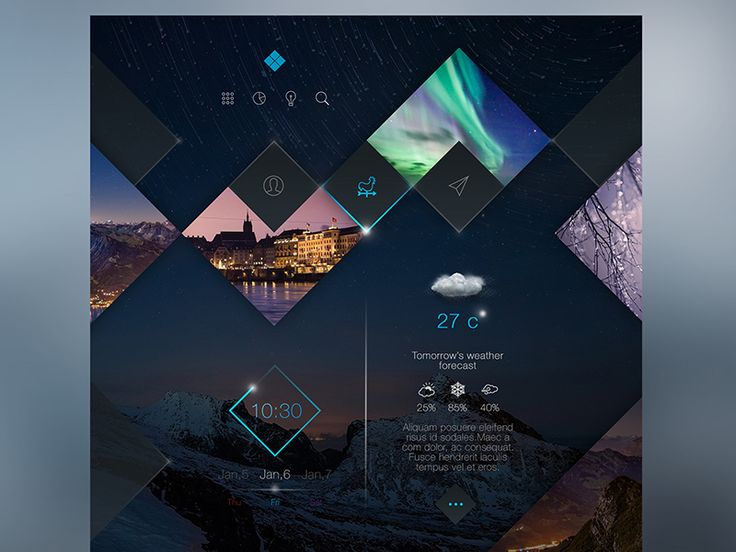 27 c
Tomorrow's weather
forecast
25% 85% 40%
Aliquam posuere eleifend
risus id sodales.Maec a
com dolor, ac consequat.
Fusce hendrerit iaculis
tempus vel et eros.
10:30
Jan,5 Jan,6 Jan,7
Thu Fri Sat